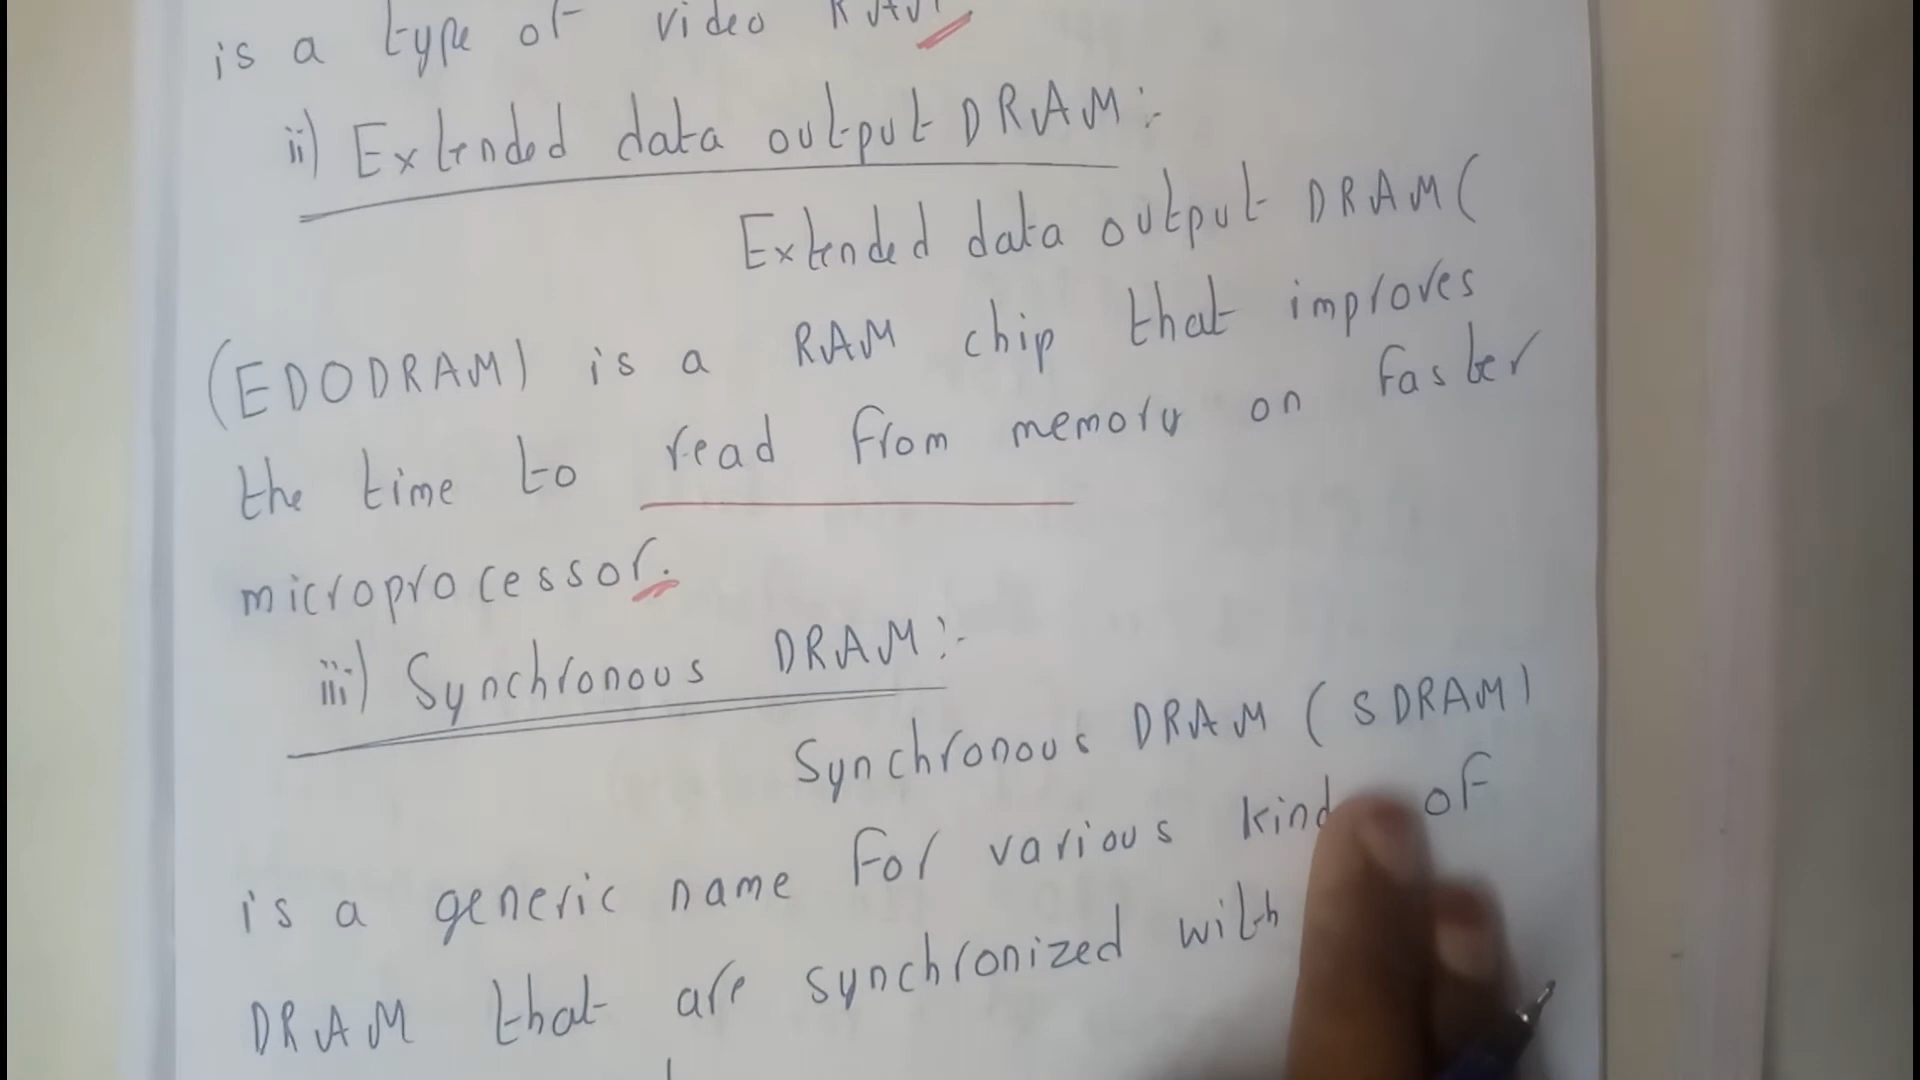 is a type of video RAM
ii) Extended data output DRAM :-
Extended data output DRAM (
(EDODRAM) is a RAM chip that improves
the time to read from memory on faster
microprocessor.
iii) Synchronous DRAM :-
Synchronous DRAM (SDRAM)
is a generic name for various kind of
DRAM that are synchronized with